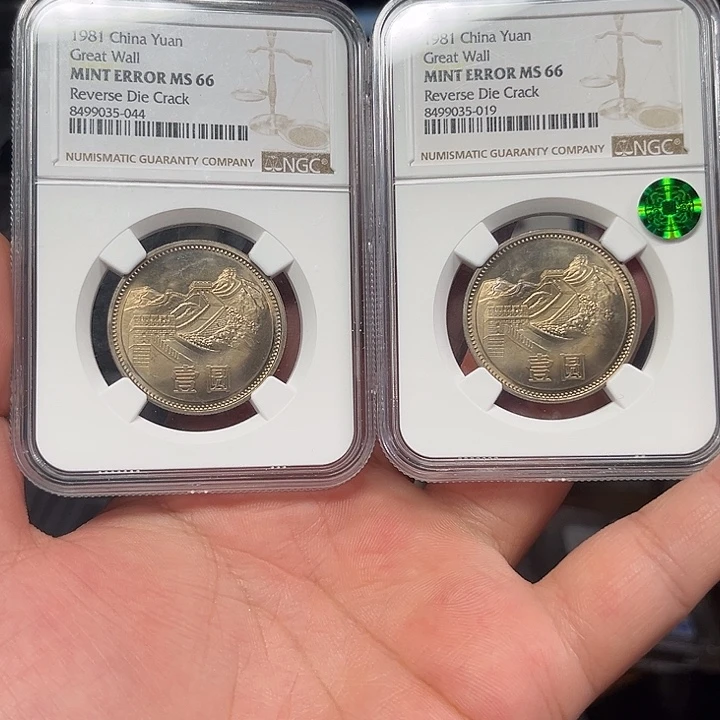 1981 China Yuan
Great Wall
MINT ERROR MS 66
Reverse Die Crack
8499035-044
NUMISMATIC GUARANTY COMPANY NGC®
壹圆
1981 China Yuan
Great Wall
MINT ERROR MS 66
Reverse Die Crack
8499035-019
NUMISMATIC GUARANTY COMPANY NGC®
壹圆